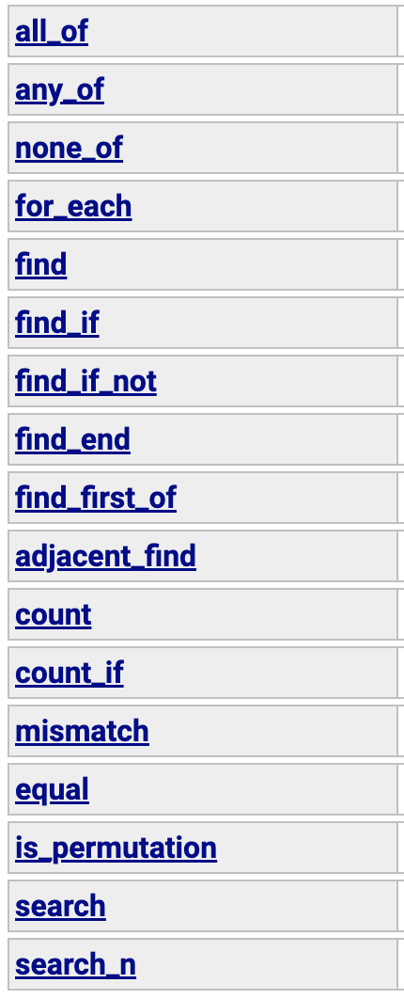 all_of
any_of
none_of
for_each
find
find_if
find_if_not
find_end
find_first_of
adjacent_find
count
count_if
mismatch
equal
is_permutation
search
search_n